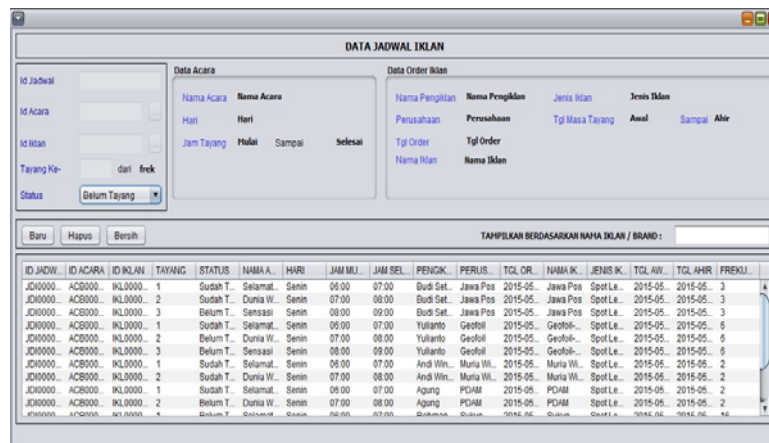 DATA JADWAL IKLAN
Id Jadwal
Id Acara
Id Iklan
Tayang Ke- dari frek
Status Belum Tayang
Data Acara
Nama Acara Nama Acara
Hari Hari
Jam Tayang Mulai Sampai Selesai
Data Order Iklan
Nama Pengiklan Nama Pengiklan Jenis Iklan Jenis Iklan
Perusahaan Perusahaan Tgl Masa Tayang Awal Sampai Ahir
Tgl Order Tgl Order
Nama Iklan Nama Iklan
Baru Hapus Bersih TAMPILKAN BERDASARKAN NAMA IKLAN / BRAND :
ID JADW... ID ACARA ID IKLAN TAYANG STATUS NAMA A... HARI JAM MU... JAM SEL... PENGIK... PERUS... TGL OR... NAMA IK... JENIS IK... TGL AW... TGL AHIR FREKU...
JDI0000... ACB000... IKL0000... 1 Sudah T... Selamat... Senin 06:00 07:00 Budi Set... Jawa Pos 2015-05... Jawa Pos Spot Le... 2015-05... 2015-05... 3
JDI0000... ACB000... IKL0000... 2 Sudah T... Dunia W... Senin 07:00 08:00 Budi Set... Jawa Pos 2015-05... Jawa Pos Spot Le... 2015-05... 2015-05... 3
JDI0000... ACB000... IKL0000... 3 Belum T... Sensasi Senin 08:00 09:00 Budi Set... Jawa Pos 2015-05... Jawa Pos Spot Le... 2015-05... 2015-05... 3
JDI0000... ACB000... IKL0000... 1 Sudah T... Selamat... Senin 06:00 07:00 Yulianto Geofoil 2015-05... Geofoil-... Spot Le... 2015-05... 2015-05... 6
JDI0000... ACB000... IKL0000... 2 Belum T... Dunia W... Senin 07:00 08:00 Yulianto Geofoil 2015-05... Geofoil-... Spot Le... 2015-05... 2015-05... 6
JDI0000... ACB000... IKL0000... 3 Belum T... Sensasi Senin 08:00 09:00 Yulianto Geofoil 2015-05... Geofoil-... Spot Le... 2015-05... 2015-05... 6
JDI0000... ACB000... IKL0000... 1 Sudah T... Selamat... Senin 06:00 07:00 Andi Win... Muria Wi... 2015-05... Muria Wi... Spot Le... 2015-05... 2015-05... 2
JDI0000... ACB000... IKL0000... 2 Sudah T... Dunia W... Senin 07:00 08:00 Andi Win... Muria Wi... 2015-05... Muria Wi... Spot Le... 2015-05... 2015-05... 2
JDI0000... ACB000... IKL0000... 1 Sudah T... Selamat... Senin 06:00 07:00 Agung PDAM 2015-05... PDAM Spot Le... 2015-05... 2015-05... 2
JDI0000... ACB000... IKL0000... 2 Belum T... Dunia W... Senin 07:00 08:00 Agung PDAM 2015-05... PDAM Spot Le... 2015-05... 2015-05... 2